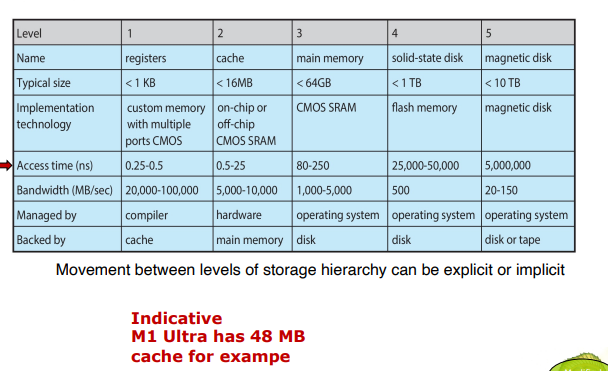 Level 1 2 3 4 5
Name registers cache main memory solid-state disk magnetic disk
Typical size < 1 KB < 16MB < 64GB < 1 TB < 10 TB
Implementation technology custom memory with multiple ports CMOS on-chip or off-chip CMOS SRAM CMOS SRAM flash memory magnetic disk
Access time (ns) 0.25-0.5 0.5-25 80-250 25,000-50,000 5,000,000
Bandwidth (MB/sec) 20,000-100,000 5,000-10,000 1,000-5,000 500 20-150
Managed by compiler hardware operating system operating system operating system
Backed by cache main memory disk disk disk or tape
Movement between levels of storage hierarchy can be explicit or implicit
Indicative
M1 Ultra has 48 MB
cache for exampe